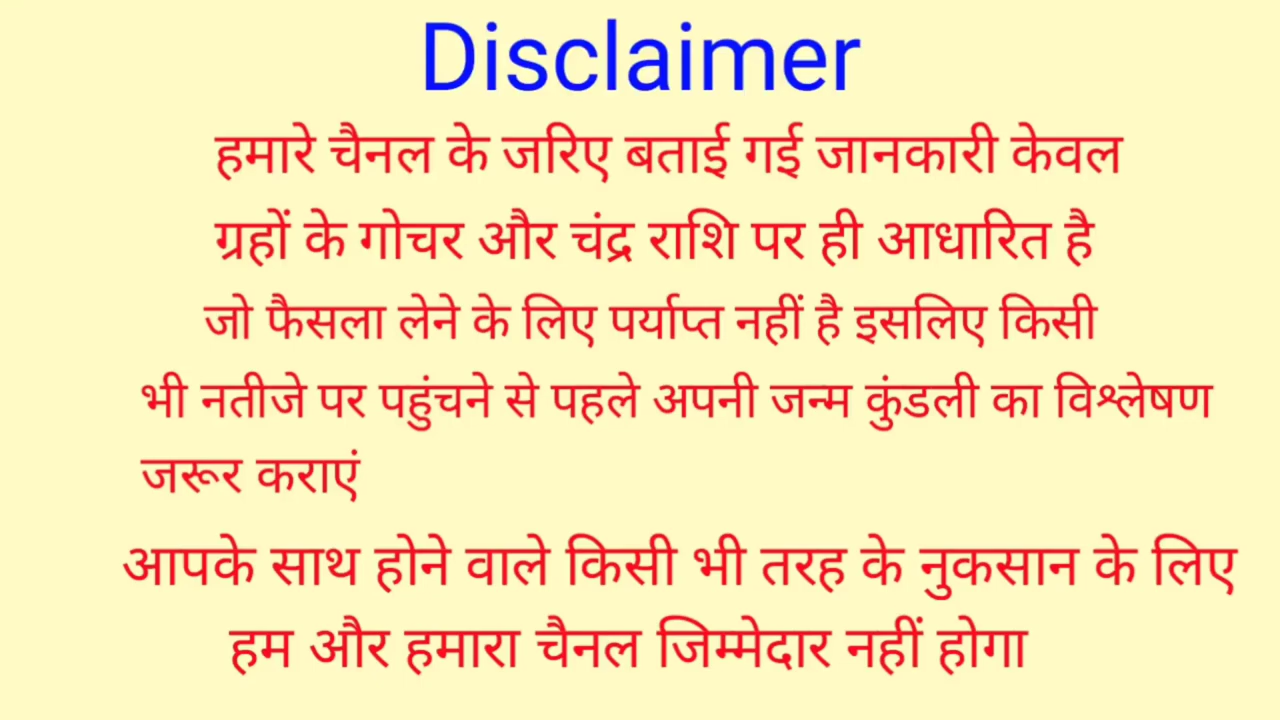 Disclaimer
हमारे चैनल के जरिए बताई गई जानकारी केवल
ग्रहों के गोचर और चंद्र राशि पर ही आधारित है
जो फैसला लेने के लिए पर्याप्त नहीं है इसलिए किसी
भी नतीजे पर पहुंचने से पहले अपनी जन्म कुंडली का विश्लेषण
जरूर कराएं
आपके साथ होने वाले किसी भी तरह के नुकसान के लिए
हम और हमारा चैनल जिम्मेदार नहीं होगा